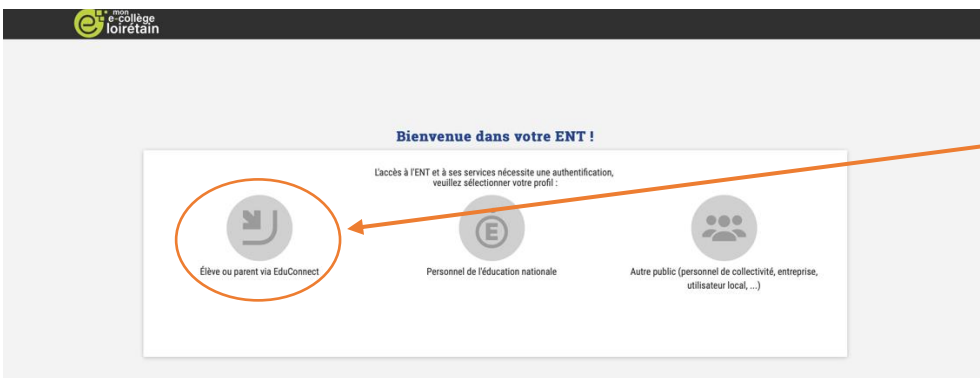 mon
e-collège
loirétain
Bienvenue dans votre ENT !
L'accès à l'ENT et à ses services nécessite une authentification,
veuillez sélectionner votre profil :
E
Élève ou parent via EduConnect
Personnel de l'éducation nationale
Autre public (personnel de collectivité, entreprise,
utilisateur local, ...)